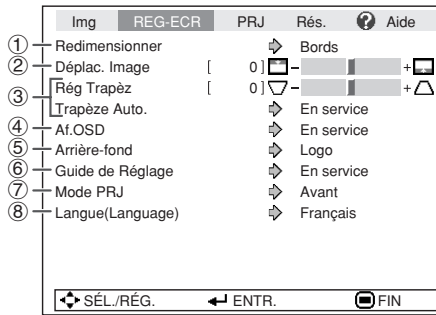 Img REG-ECR PRJ Rés. ? Aide
① Redimensionner Bords
② Déplac. Image [ 0 ] − +
③ Rég Trapèz [ 0 ] − +
Trapèze Auto. En service
④ Af.OSD En service
⑤ Arrière-fond Logo
⑥ Guide de Réglage En service
⑦ Mode PRJ Avant
⑧ Langue(Language) Français
SÉL./RÉG. ENTR. FIN